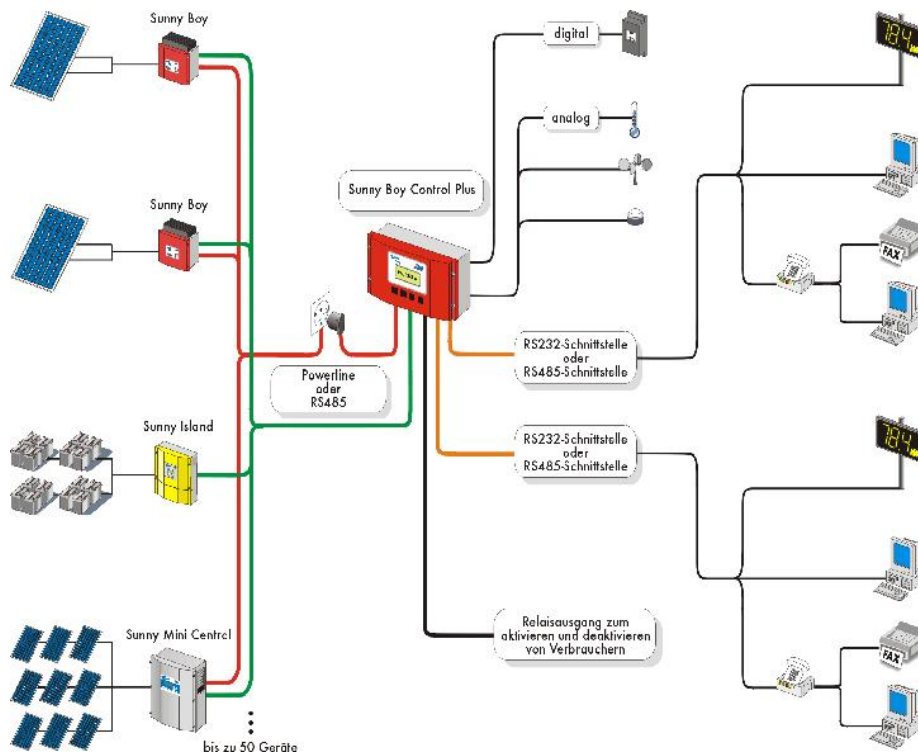 Sunny Boy
digital
analog
Sunny Boy
Sunny Boy Control Plus
FAX
RS232-Schnittstelle
oder
RS485-Schnittstelle
Powerline
oder
RS485
Sunny Island
RS232-Schnittstelle
oder
RS485-Schnittstelle
Sunny Mini Central
Relaisausgang zum
aktivieren und deaktivieren
von Verbrauchern
FAX
bis zu 50 Geräte